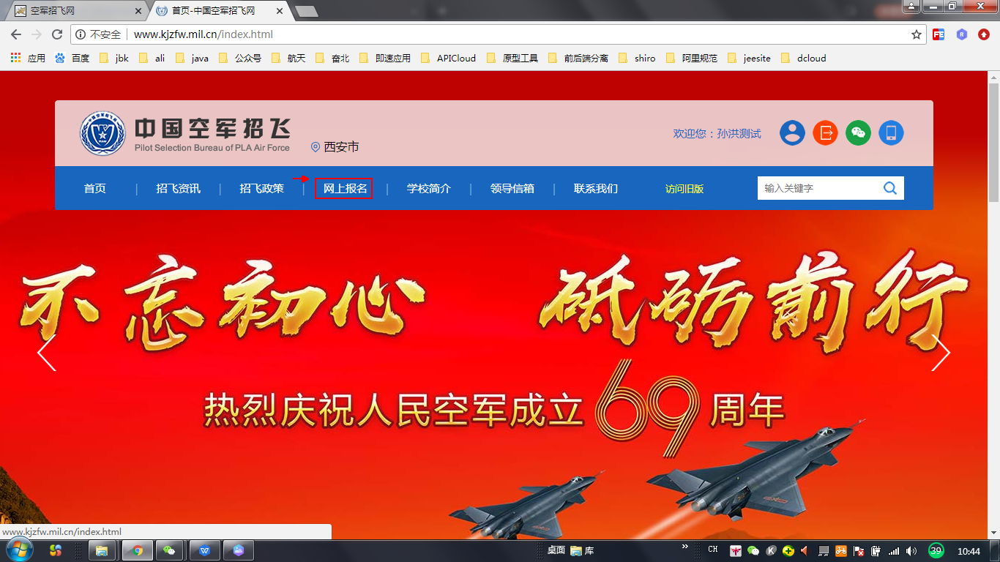 空军招飞网
首页-中国空军招飞网
不安全 www.kjzfw.mil.cn/index.html
应用 百度 jbk ali java 公众号 航天 奋北 即速应用 APICloud 原型工具 前后端分离 shiro 阿里规范 jeesite dcloud
中国空军招飞
Pilot Selection Bureau of PLA Air Force
西安市
欢迎您：孙洪测试
首页 招飞资讯 招飞政策 网上报名 学校简介 领导信箱 联系我们 访问旧版 输入关键字
不忘初心 砥砺前行
热烈庆祝人民空军成立69周年
www.kjzfw.mil.cn/index.html
桌面 库 CH 39 10:44